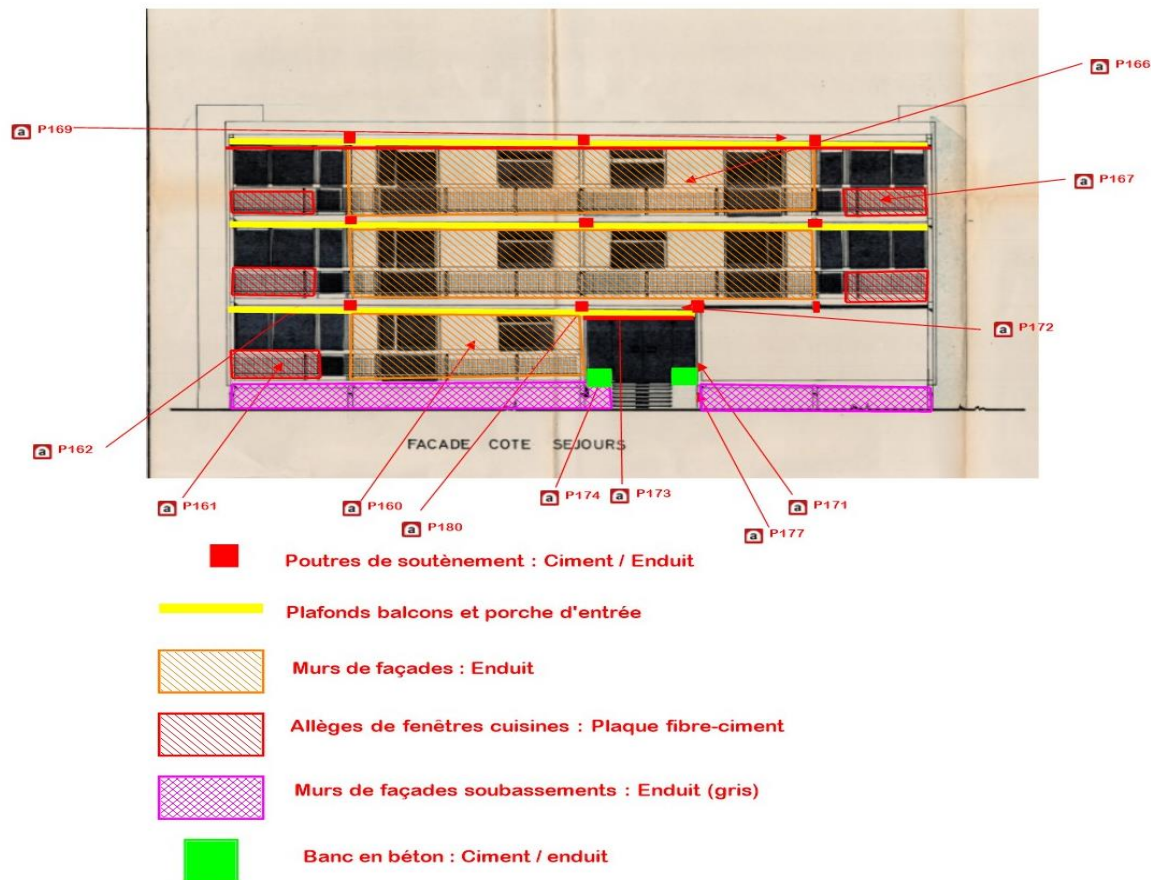 a P166
a P169
a P167
a P172
FACADE COTE SEJOURS
a P162
a P161
a P160
a P180
a P174
a P173
a P171
a P177
Poutres de soutènement : Ciment / Enduit
Plafonds balcons et porche d'entrée
Murs de façades : Enduit
Allèges de fenêtres cuisines : Plaque fibre-ciment
Murs de façades soubassements : Enduit (gris)
Banc en béton : Ciment / enduit